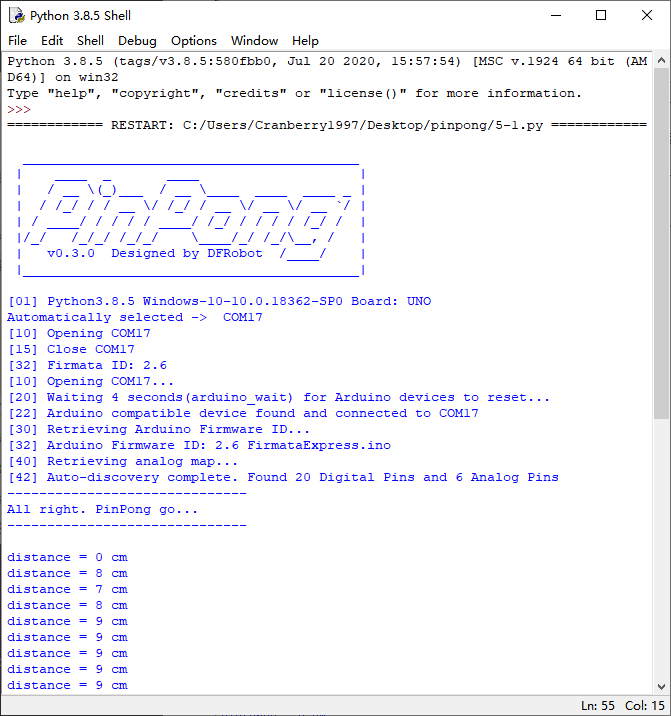 Python 3.8.5 Shell
File Edit Shell Debug Options Window Help
Python 3.8.5 (tags/v3.8.5:580fbb0, Jul 20 2020, 15:57:54) [MSC v.1924 64 bit (AM
D64)] on win32
Type "help", "copyright", "credits" or "license()" for more information.
>>>
============ RESTART: C:/Users/Cranberry1997/Desktop/pinpong/5-1.py ============
PinPong
v0.3.0 Designed by DFRobot
[01] Python3.8.5 Windows-10-10.0.18362-SP0 Board: UNO
Automatically selected -> COM17
[10] Opening COM17
[15] Close COM17
[32] Firmata ID: 2.6
[10] Opening COM17...
[20] Waiting 4 seconds(arduino_wait) for Arduino devices to reset...
[22] Arduino compatible device found and connected to COM17
[30] Retrieving Arduino Firmware ID...
[32] Arduino Firmware ID: 2.6 FirmataExpress.ino
[40] Retrieving analog map...
[42] Auto-discovery complete. Found 20 Digital Pins and 6 Analog Pins
------------------------------
All right. PinPong go...
------------------------------
distance = 0 cm
distance = 8 cm
distance = 7 cm
distance = 8 cm
distance = 9 cm
distance = 9 cm
distance = 9 cm
distance = 9 cm
distance = 9 cm
Ln: 55 Col: 15